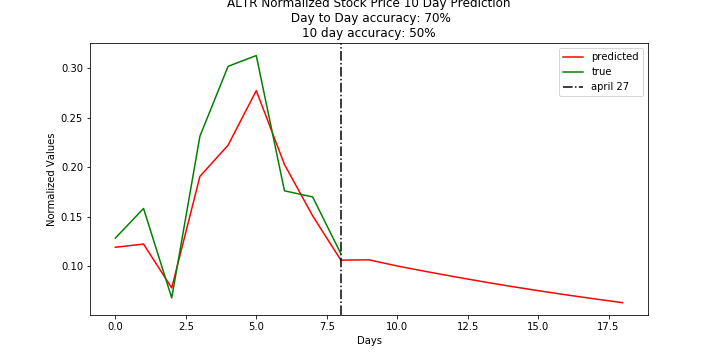 ALTR Normalized Stock Price 10 Day Prediction
Day to Day accuracy: 70%
10 day accuracy: 50%
predicted
true
april 27
Normalized Values
0.30
0.25
0.20
0.15
0.10
0.0
2.5
5.0
7.5
10.0
12.5
15.0
17.5
Days